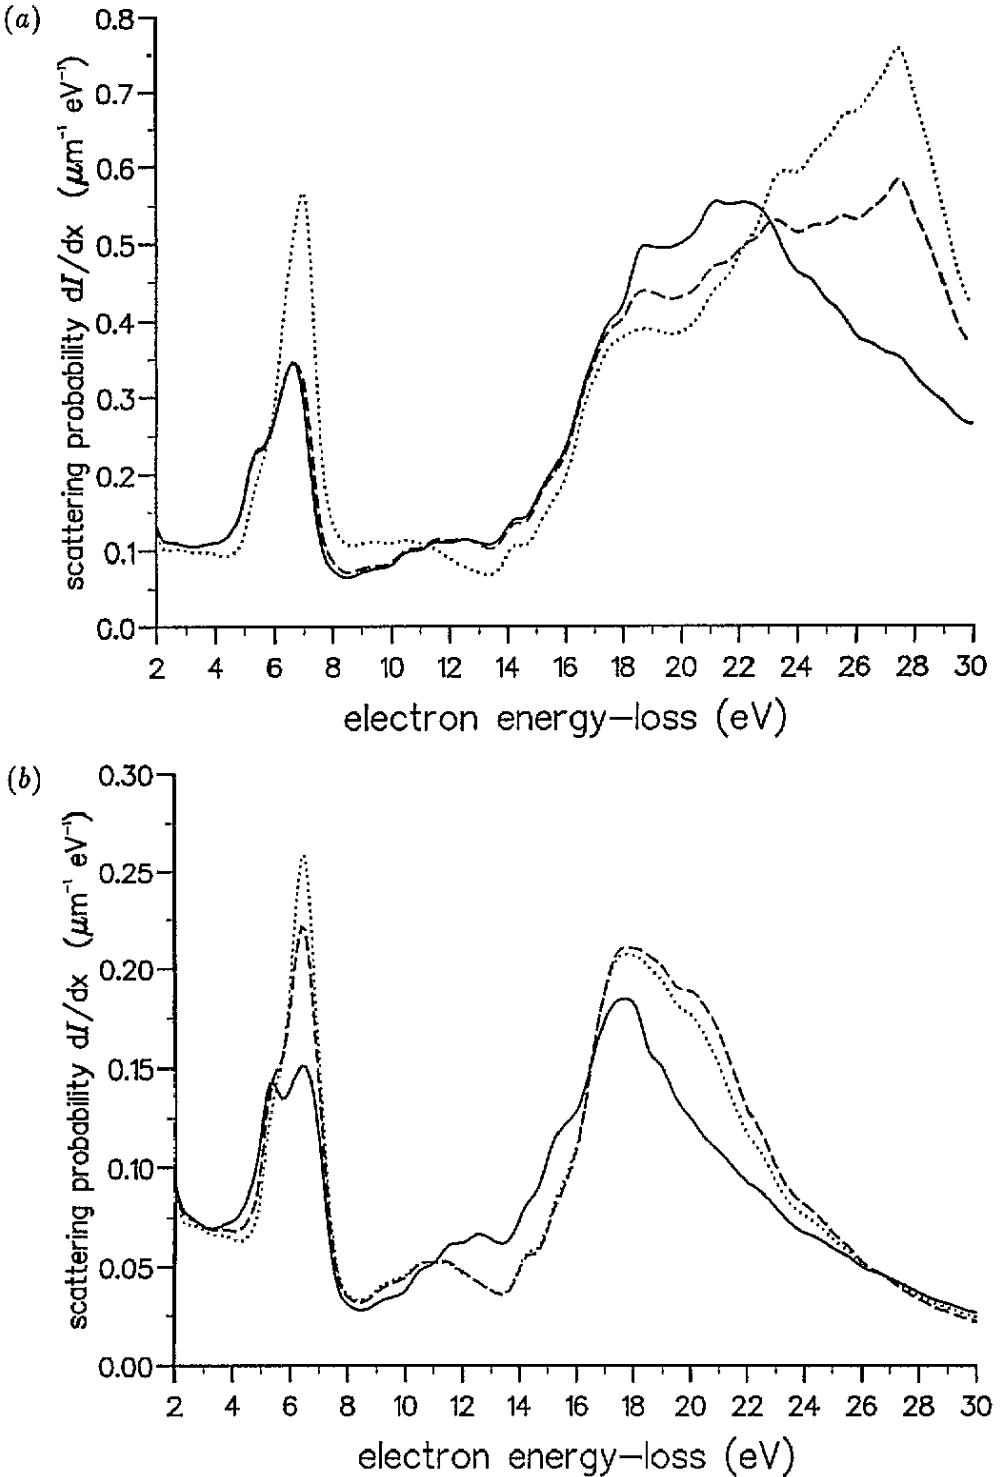 (a)
scattering probability dI/dx (μm⁻¹ eV⁻¹)
0.8
0.7
0.6
0.5
0.4
0.3
0.2
0.1
0.0
2 4 6 8 10 12 14 16 18 20 22 24 26 28 30
electron energy-loss (eV)
(b)
scattering probability dI/dx (μm⁻¹ eV⁻¹)
0.30
0.25
0.20
0.15
0.10
0.05
0.00
2 4 6 8 10 12 14 16 18 20 22 24 26 28 30
electron energy-loss (eV)